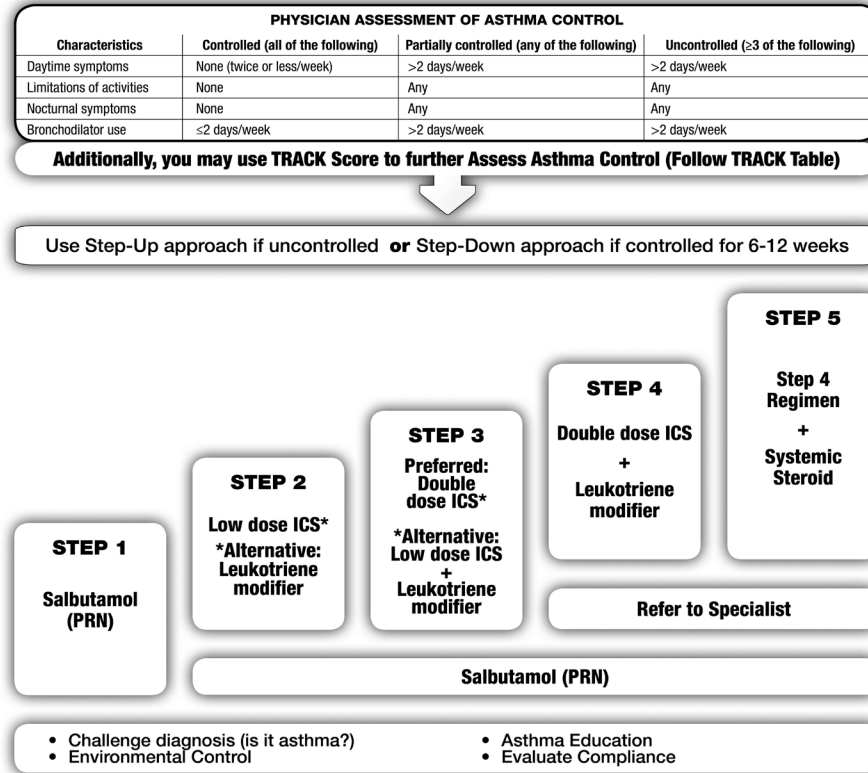 PHYSICIAN ASSESSMENT OF ASTHMA CONTROL
Characteristics Controlled (all of the following) Partially controlled (any of the following) Uncontrolled (≥3 of the following)
Daytime symptoms None (twice or less/week) >2 days/week >2 days/week
Limitations of activities None Any Any
Nocturnal symptoms None Any Any
Bronchodilator use ≤2 days/week >2 days/week >2 days/week
Additionally, you may use TRACK Score to further Assess Asthma Control (Follow TRACK Table)
Use Step-Up approach if uncontrolled or Step-Down approach if controlled for 6-12 weeks
STEP 1
Salbutamol
(PRN)
STEP 2
Low dose ICS*
*Alternative:
Leukotriene
modifier
STEP 3
Preferred:
Double
dose ICS*
*Alternative:
Low dose ICS
+
Leukotriene
modifier
STEP 4
Double dose ICS
+
Leukotriene
modifier
STEP 5
Step 4
Regimen
+
Systemic
Steroid
Refer to Specialist
Salbutamol (PRN)
• Challenge diagnosis (is it asthma?)
• Environmental Control
• Asthma Education
• Evaluate Compliance